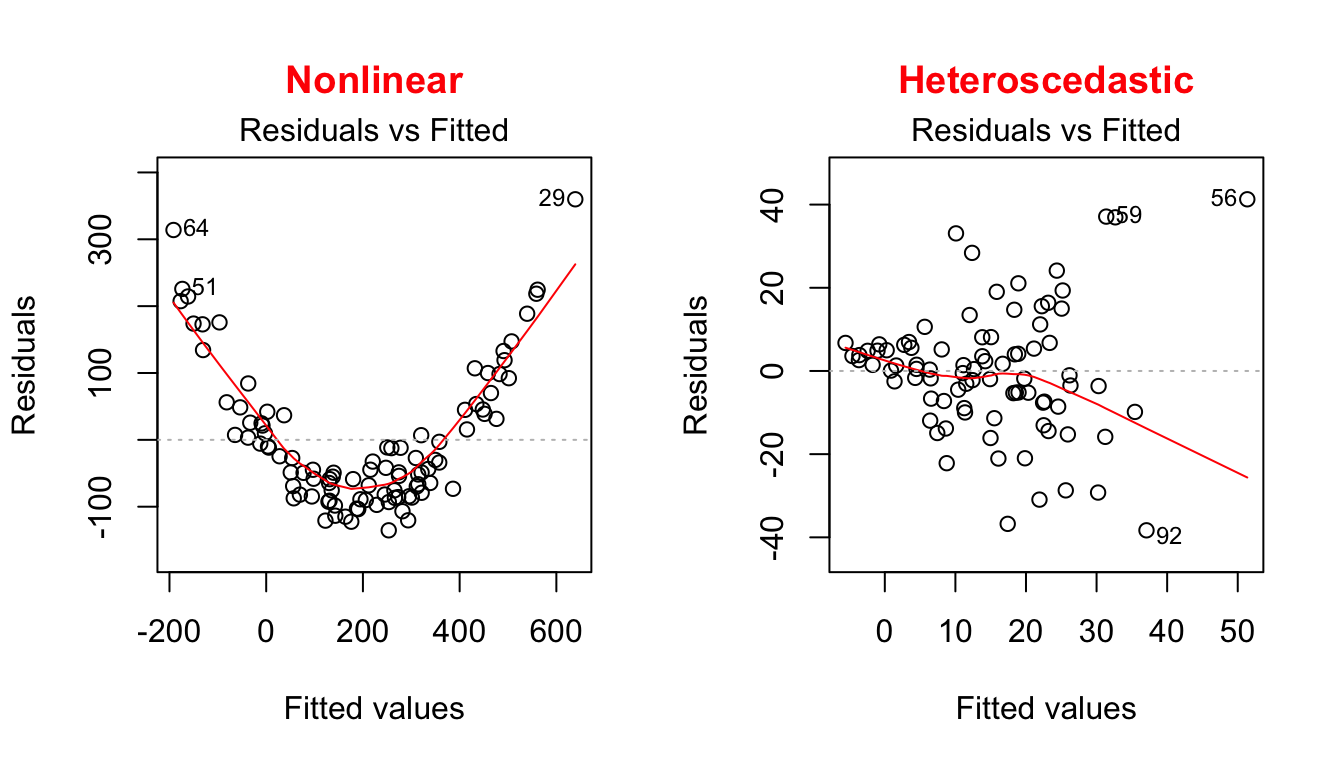 Nonlinear
Residuals vs Fitted
Residuals
300
100
-100
64
51
29
-200 0 200 400 600
Fitted values
Heteroscedastic
Residuals vs Fitted
Residuals
40
20
0
-20
-40
56
59
92
0 10 20 30 40 50
Fitted values